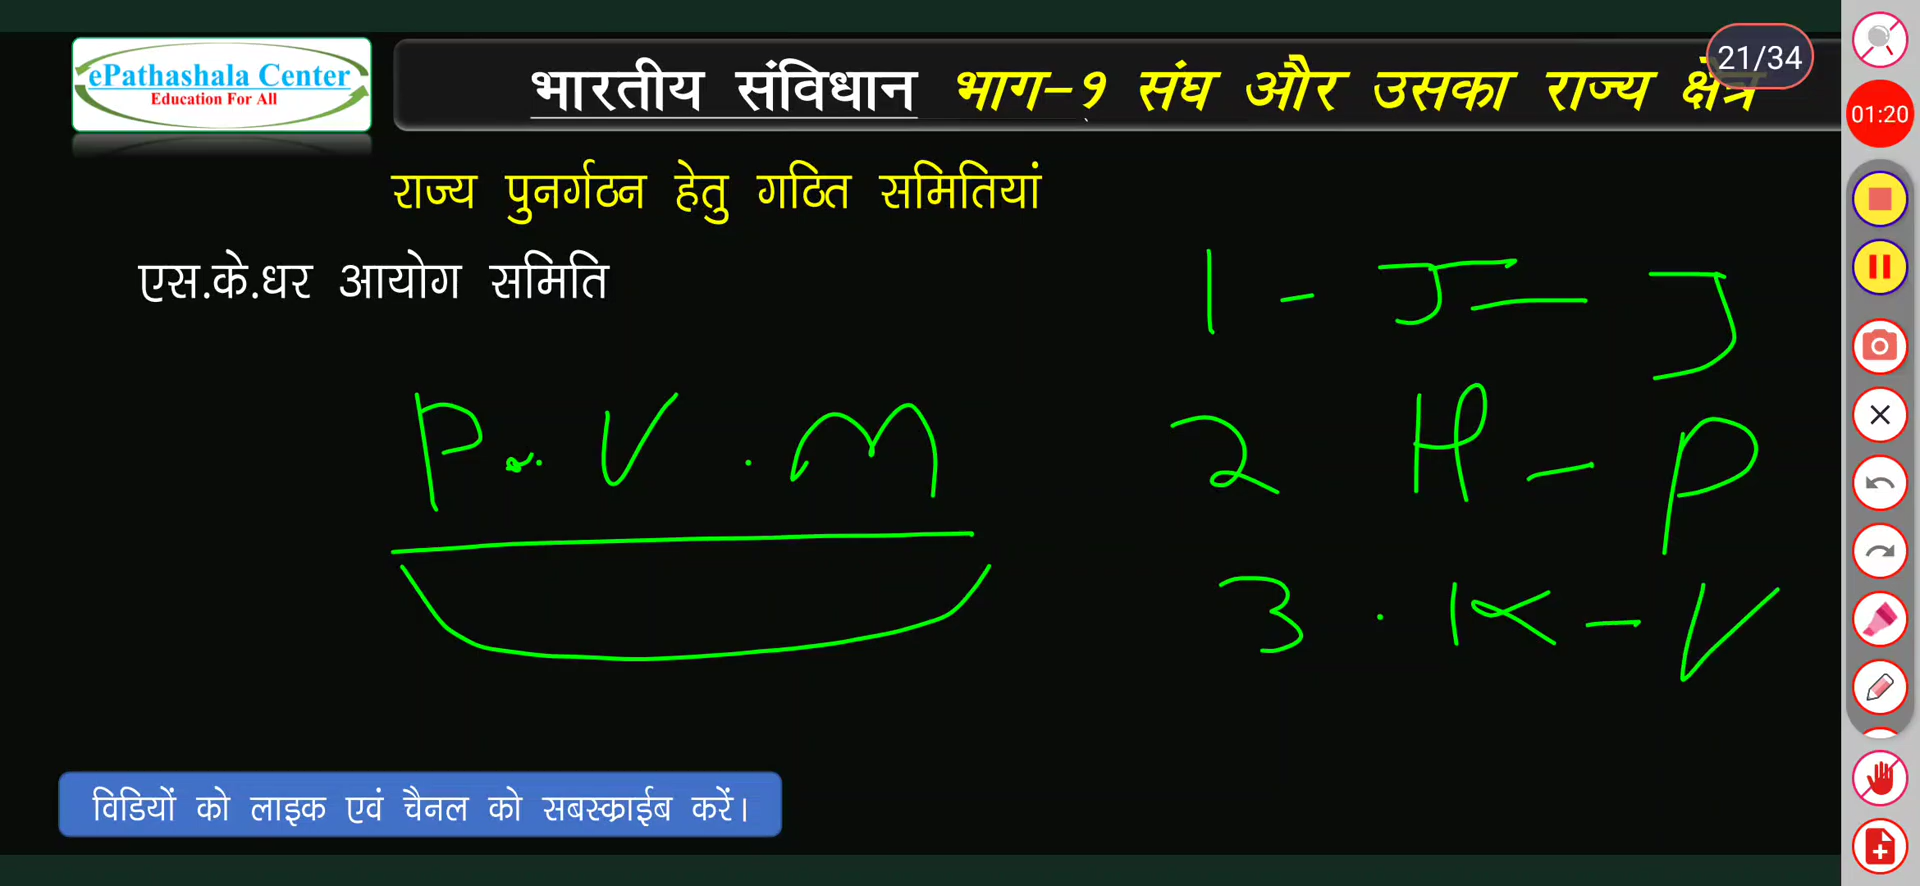 ePathashala Center
Education For All
भारतीय संविधान भाग-१ संघ और उसका राज्य क्षेत्र
21/34
01:20
राज्य पुनर्गठन हेतु गठित समितियां
एस.के.धर आयोग समिति
1 - J - J
P. V. M
2 H - P
3 . K - V
विडियों को लाइक एवं चैनल को सबस्क्राईब करें।